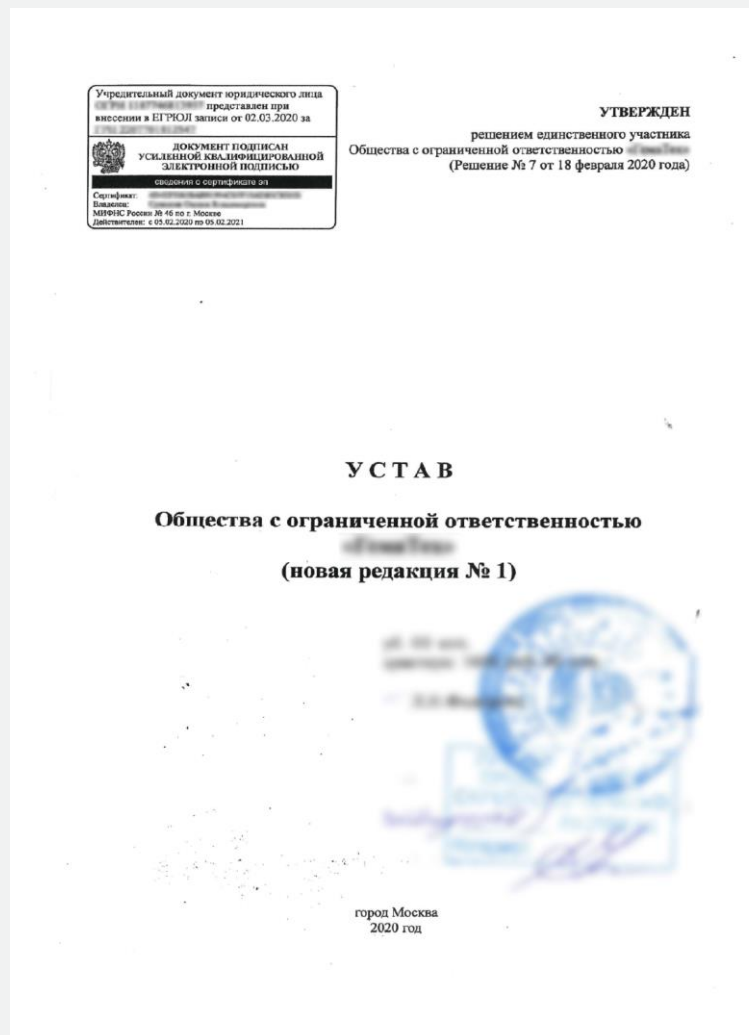 Учредительный документ юридического лица
представлен при
внесении в ЕГРЮЛ записи от 02.03.2020 за
ДОКУМЕНТ ПОДПИСАН
УСИЛЕННОЙ КВАЛИФИЦИРОВАННОЙ
ЭЛЕКТРОННОЙ ПОДПИСЬЮ
сведения о сертификате эп
Сертификат:
Владелец:
МИФНС России № 46 по г. Москве
Действителен: с 05.02.2020 по 05.02.2021
УТВЕРЖДЕН
решением единственного участника
Общества с ограниченной ответственностью
(Решение № 7 от 18 февраля 2020 года)
У С Т А В
Общества с ограниченной ответственностью
(новая редакция № 1)
город Москва
2020 год